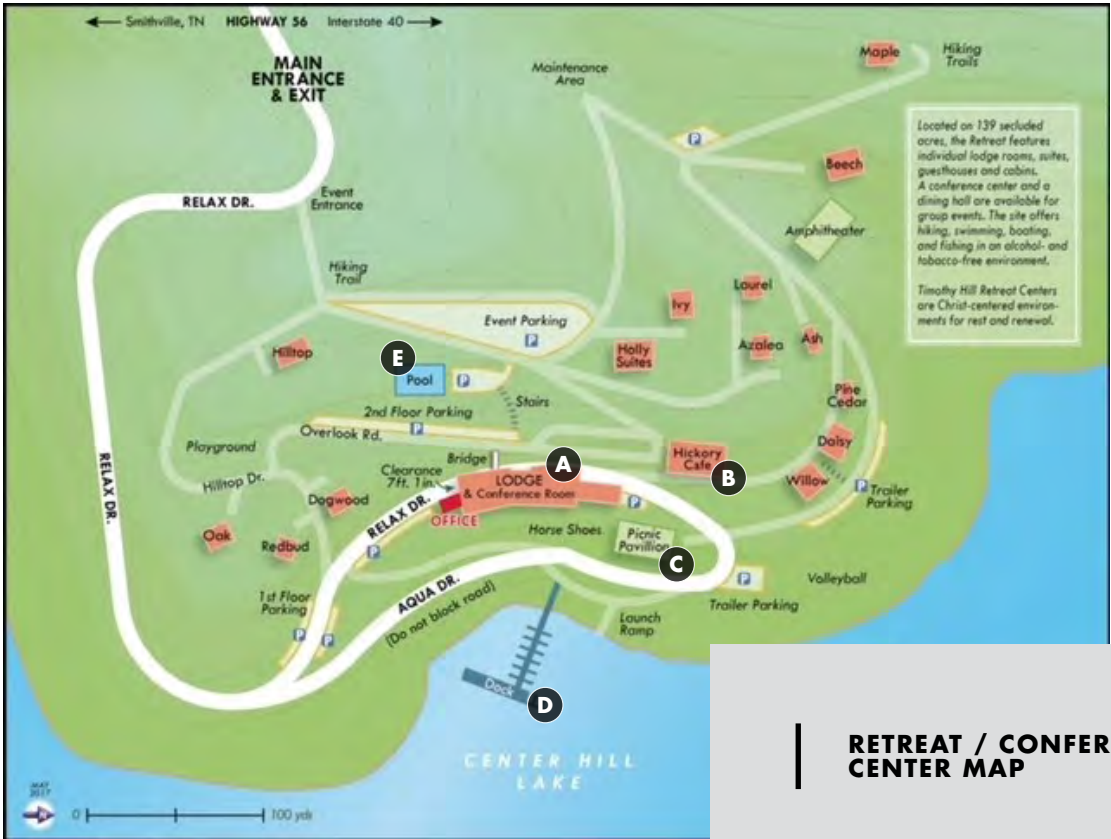 Smithville, TN HIGHWAY 56 Interstate 40
MAIN
ENTRANCE
& EXIT
Maintenance
Area
Maple
Hiking
Trails
Located on 139 secluded
acres, the Retreat features
individual lodge rooms, suites,
guesthouses and cabins.
A conference center and a
dining hall are available for
group events. The site offers
hiking, swimming, boating,
and fishing in an alcohol- and
tobacco-free environment.
Timothy Hill Retreat Centers
are Christ-centered environ-
ments for rest and renewal.
P
Beech
RELAX DR.
Event
Entrance
Amphitheater
Hiking
Trail
Laurel
Ivy
Event Parking
P
Hilltop
Holly
Suites
Azalea
Ash
E
Pool
P
Stairs
Pine
Cedar
2nd Floor Parking
P
Overlook Rd.
Playground
Daisy
Bridge
Hickory
Cafe
B
Willow
P
Trailer
Parking
RELAX DR.
Hilltop Dr.
Clearance
7ft. 1in.
A
LODGE
& Conference Room
P
Dogwood
RELAX DR.
OFFICE
Horse Shoes
Picnic
Pavillion
C
Oak
Redbud
P
AQUA DR.
(Do not block road)
1st Floor
Parking
P
P
P
Volleyball
Trailer Parking
Launch
Ramp
Dock
D
CENTER HILL
LAKE
RETREAT / CONFER
CENTER MAP
MAY
2017
N
0 100 yds